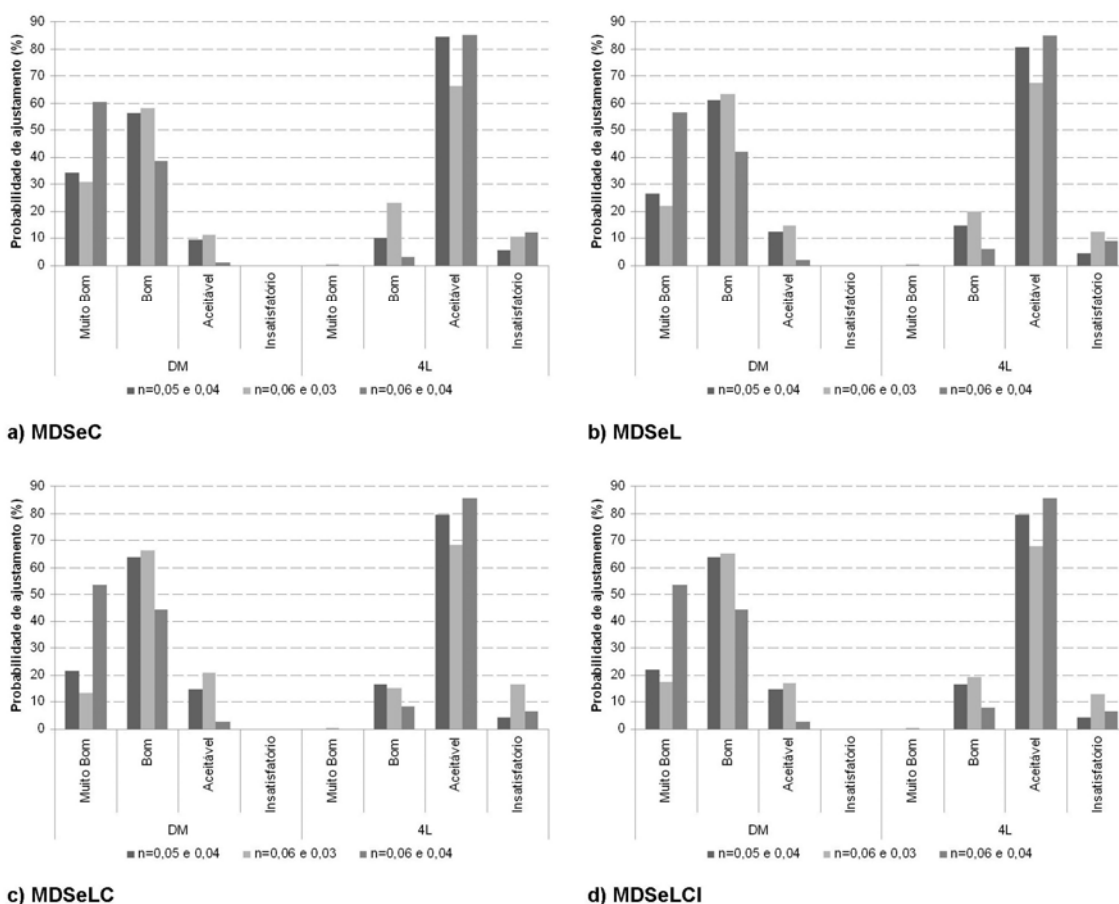 Probabilidade de ajustamento (%)
90
80
70
60
50
40
30
20
10
0
Muito Bom
Bom
Aceitável
Insatisfatório
Muito Bom
Bom
Aceitável
Insatisfatório
DM
4L
n=0,05 e 0,04 n=0,06 e 0,03 n=0,06 e 0,04
a) MDSeC
Probabilidade de ajustamento (%)
90
80
70
60
50
40
30
20
10
0
Muito Bom
Bom
Aceitável
Insatisfatório
Muito Bom
Bom
Aceitável
Insatisfatório
DM
4L
n=0,05 e 0,04 n=0,06 e 0,03 n=0,06 e 0,04
b) MDSeL
Probabilidade de ajustamento (%)
90
80
70
60
50
40
30
20
10
0
Muito Bom
Bom
Aceitável
Insatisfatório
Muito Bom
Bom
Aceitável
Insatisfatório
DM
4L
n=0,05 e 0,04 n=0,06 e 0,03 n=0,06 e 0,04
c) MDSeLC
Probabilidade de ajustamento (%)
90
80
70
60
50
40
30
20
10
0
Muito Bom
Bom
Aceitável
Insatisfatório
Muito Bom
Bom
Aceitável
Insatisfatório
DM
4L
n=0,05 e 0,04 n=0,06 e 0,03 n=0,06 e 0,04
d) MDSeLCI